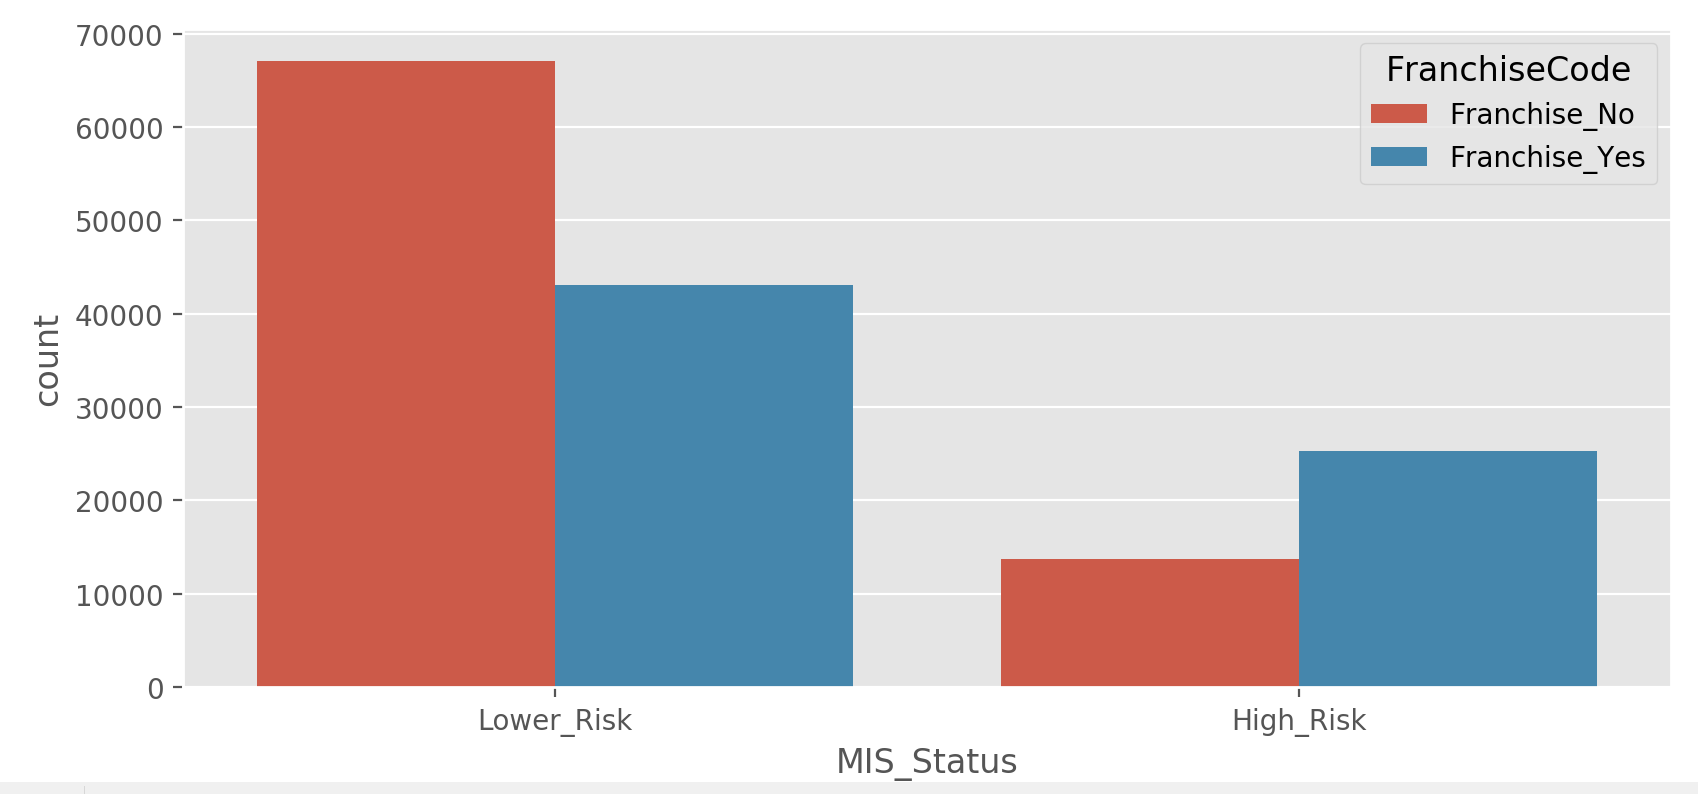 70000
60000
50000
40000
30000
20000
10000
0
count
FranchiseCode
Franchise_No
Franchise_Yes
Lower_Risk
High_Risk
MIS_Status